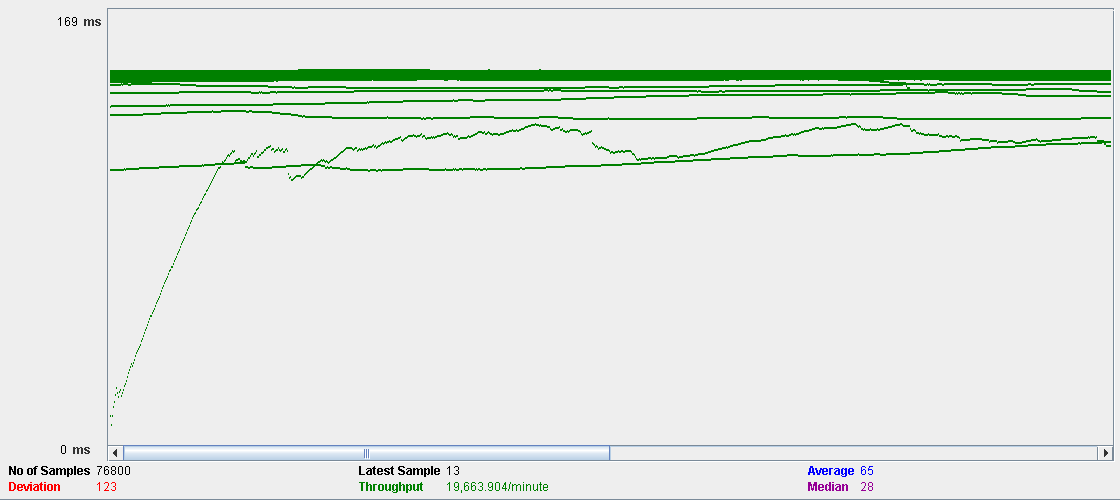 169 ms
0 ms
No of Samples 76800 Latest Sample 13 Average 65
Deviation 123 Throughput 19,663.904/minute Median 28